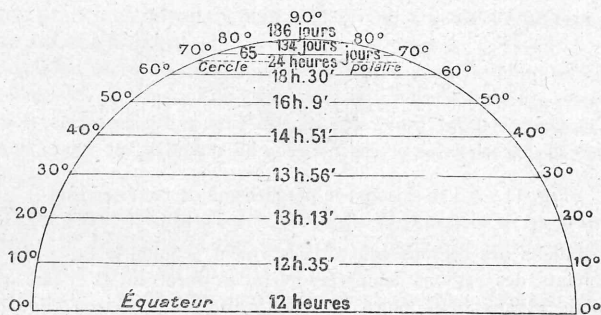 90°
186 jours
80° 134 jours 80°
70° 65 jours 70°
Cercle 24 heures polaire
60° 18 h. 30' 60°
50° 16 h. 9' 50°
40° 14 h. 51' 40°
30° 13 h. 56' 30°
20° 13 h. 13' 20°
10° 12 h. 35' 10°
0° Équateur 12 heures 0°